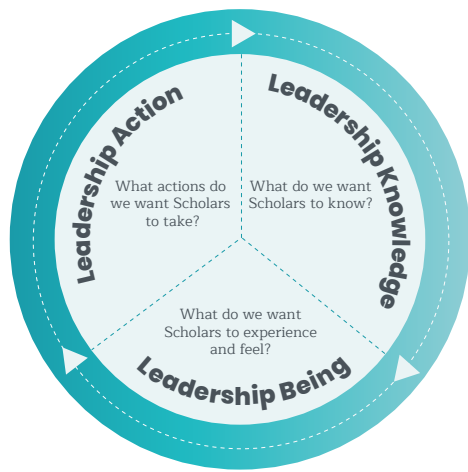 Leadership Action
What actions do
we want Scholars
to take?
Leadership Knowledge
What do we want
Scholars to know?
What do we want
Scholars to experience
and feel?
Leadership Being